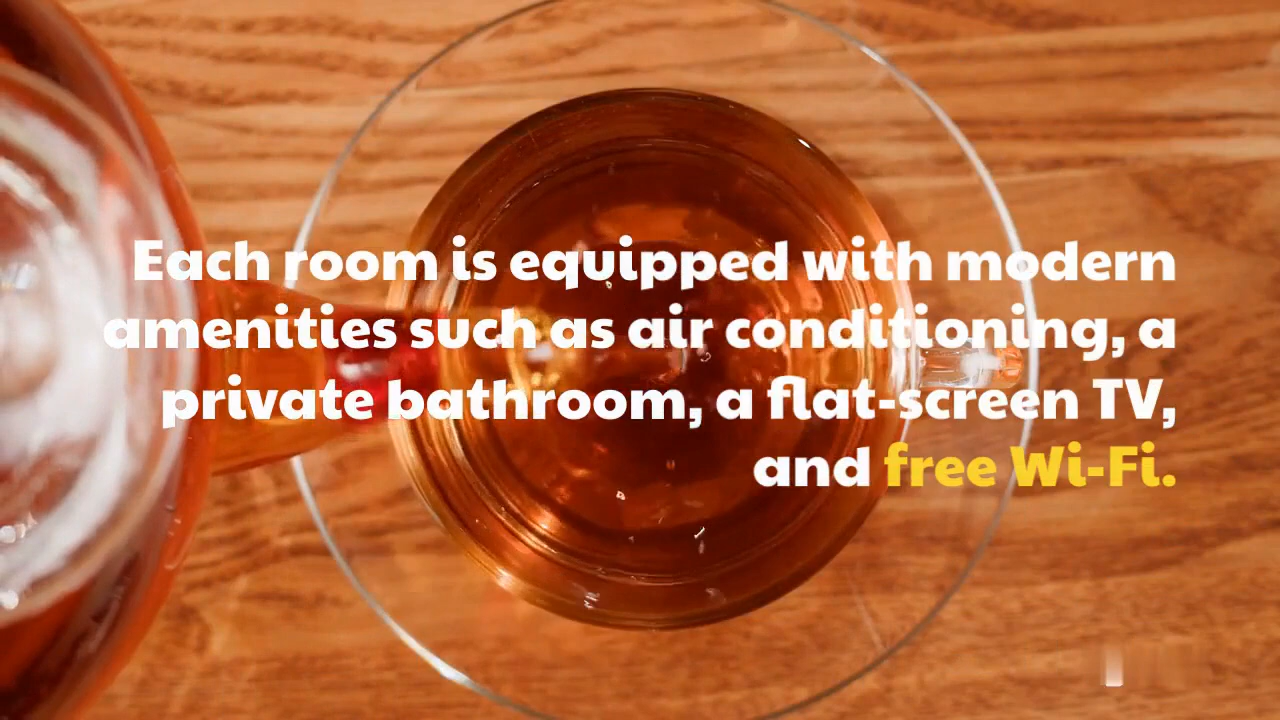 Each room is equipped with modern
amenities such as air conditioning, a
private bathroom, a flat-screen TV,
and free Wi-Fi.